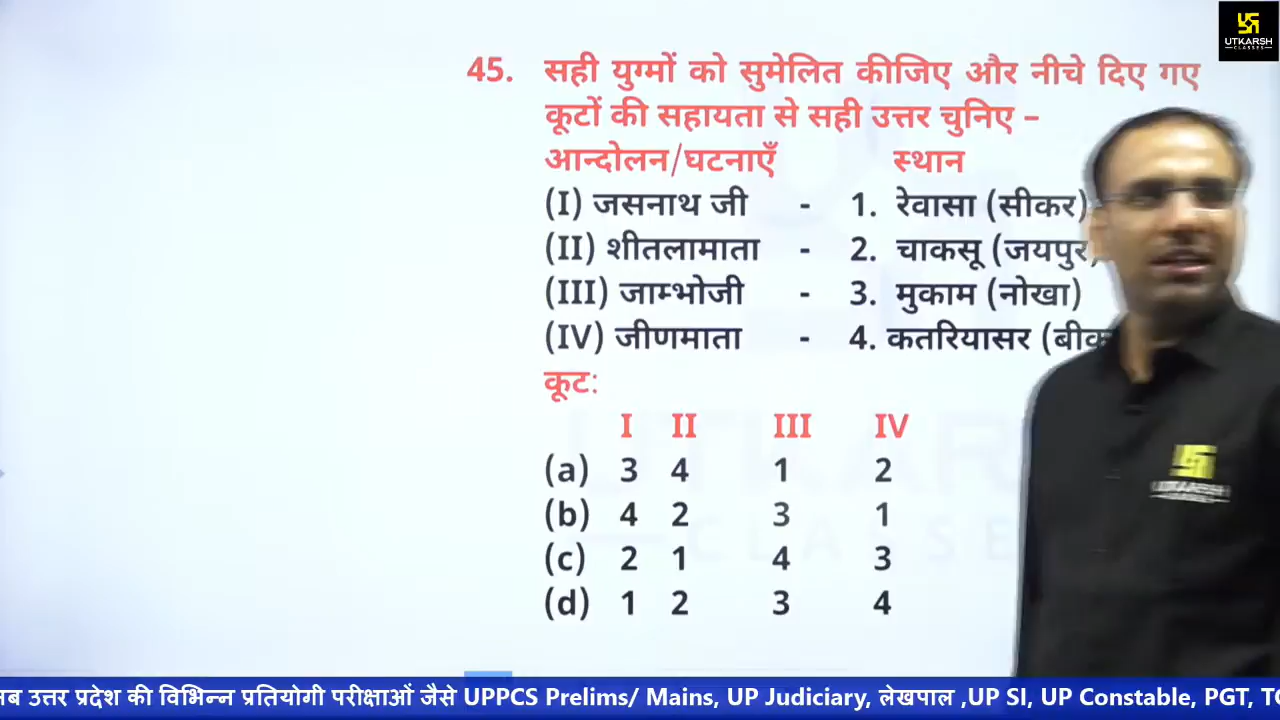 UTKARSH
CLASSES
45. सही युग्मों को सुमेलित कीजिए और नीचे दिए गए
कूटों की सहायता से सही उत्तर चुनिए –
आन्दोलन/घटनाएँ स्थान
(I) जसनाथ जी - 1. रेवासा (सीकर)
(II) शीतलामाता - 2. चाकसू (जयपुर)
(III) जाम्भोजी - 3. मुकाम (नोखा)
(IV) जीणमाता - 4. कतरियासर
कूट:
I II III IV
(a) 3 4 1 2
(b) 4 2 3 1
(c) 2 1 4 3
(d) 1 2 3 4
UTKARSH
उत्तर प्रदेश की विभिन्न प्रतियोगी परीक्षाओं जैसे UPPCS Prelims/ Mains, UP Judiciary, लेखपाल ,UP SI, UP Constable, PGT,